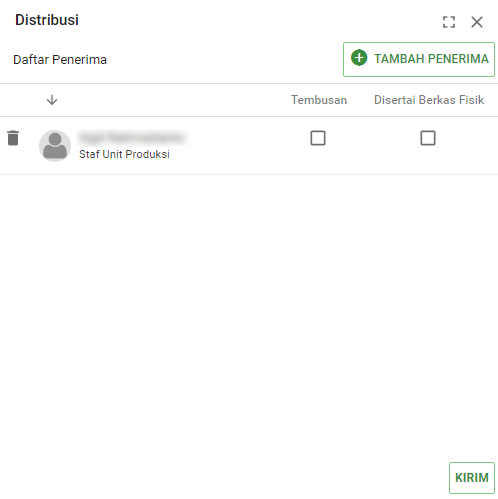 Distribusi
Daftar Penerima
TAMBAH PENERIMA
Tembusan
Disertai Berkas Fisik
Staf Unit Produksi
KIRIM